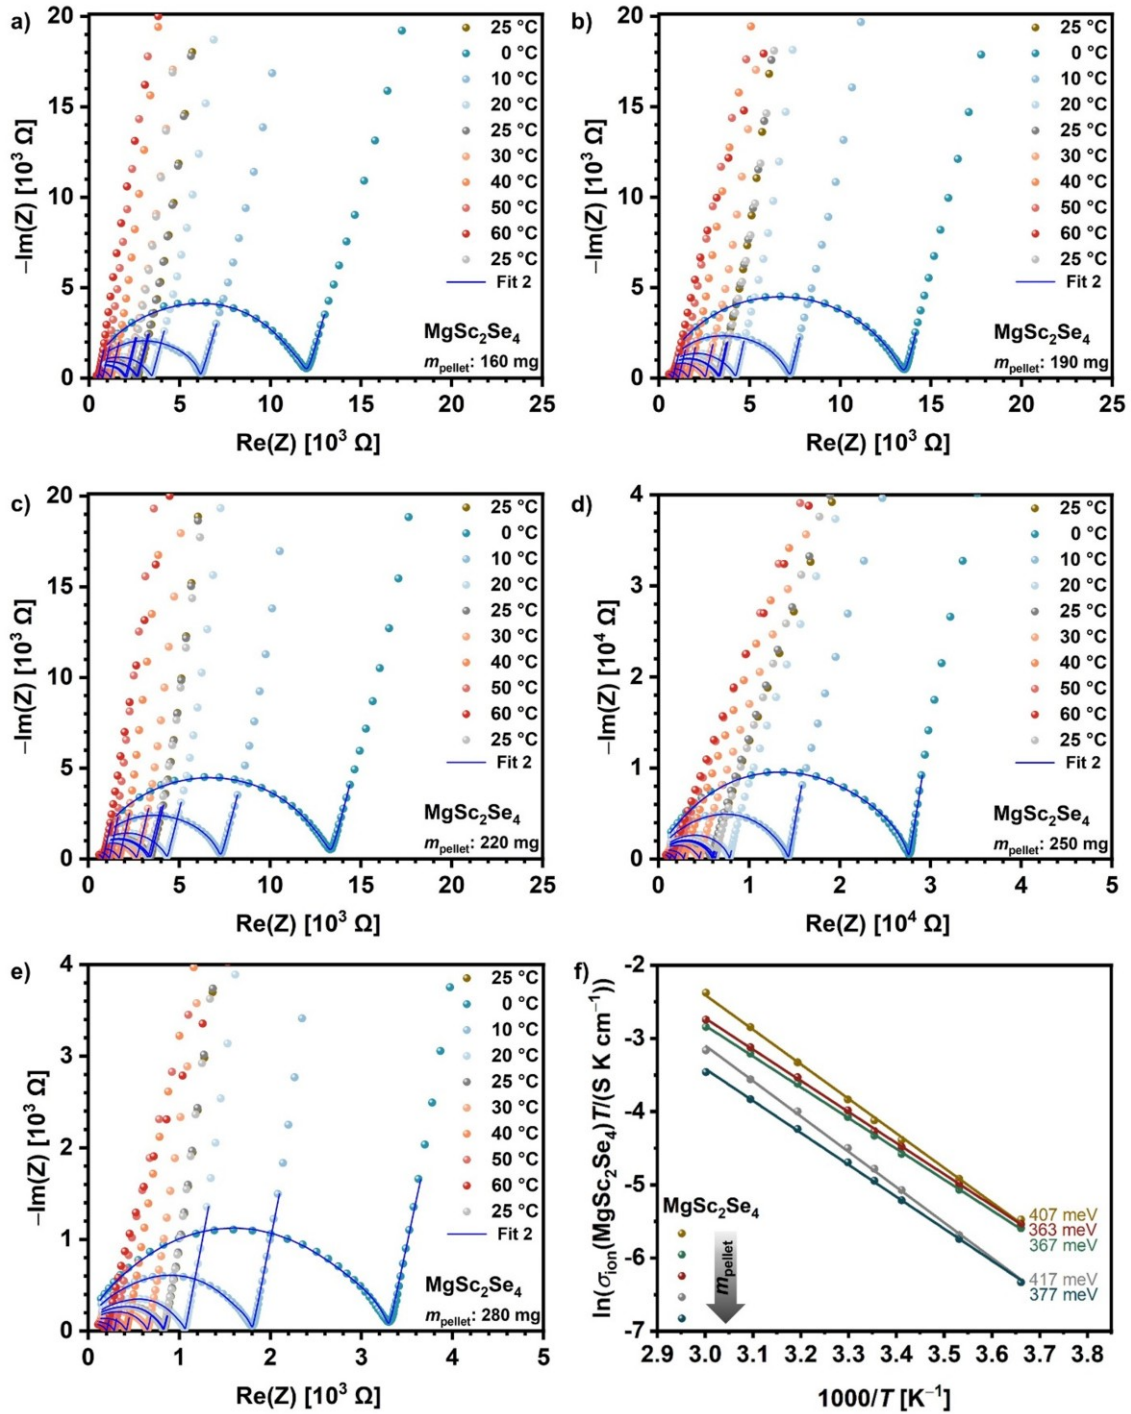 a)
20
15
10
5
0
−Im(Z) [10³ Ω]
0 5 10 15 20 25
Re(Z) [10³ Ω]
25 °C
0 °C
10 °C
20 °C
25 °C
30 °C
40 °C
50 °C
60 °C
25 °C
Fit 2
MgSc₂Se₄
m_pellet: 160 mg
b)
20
15
10
5
0
−Im(Z) [10³ Ω]
0 5 10 15 20 25
Re(Z) [10³ Ω]
25 °C
0 °C
10 °C
20 °C
25 °C
30 °C
40 °C
50 °C
60 °C
25 °C
Fit 2
MgSc₂Se₄
m_pellet: 190 mg
c)
20
15
10
5
0
−Im(Z) [10³ Ω]
0 5 10 15 20 25
Re(Z) [10³ Ω]
25 °C
0 °C
10 °C
20 °C
25 °C
30 °C
40 °C
50 °C
60 °C
25 °C
Fit 2
MgSc₂Se₄
m_pellet: 220 mg
d)
4
3
2
1
0
−Im(Z) [10⁴ Ω]
0 1 2 3 4 5
Re(Z) [10⁴ Ω]
25 °C
0 °C
10 °C
20 °C
25 °C
30 °C
40 °C
50 °C
60 °C
25 °C
Fit 2
MgSc₂Se₄
m_pellet: 250 mg
e)
4
3
2
1
0
−Im(Z) [10³ Ω]
0 1 2 3 4 5
Re(Z) [10³ Ω]
25 °C
0 °C
10 °C
20 °C
25 °C
30 °C
40 °C
50 °C
60 °C
25 °C
Fit 2
MgSc₂Se₄
m_pellet: 280 mg
f)
-2
-3
-4
-5
-6
-7
ln(σ_ion(MgSc₂Se₄)T/(S K cm⁻¹))
2.9 3.0 3.1 3.2 3.3 3.4 3.5 3.6 3.7 3.8
1000/T [K⁻¹]
MgSc₂Se₄
m_pellet
407 meV
363 meV
367 meV
417 meV
377 meV